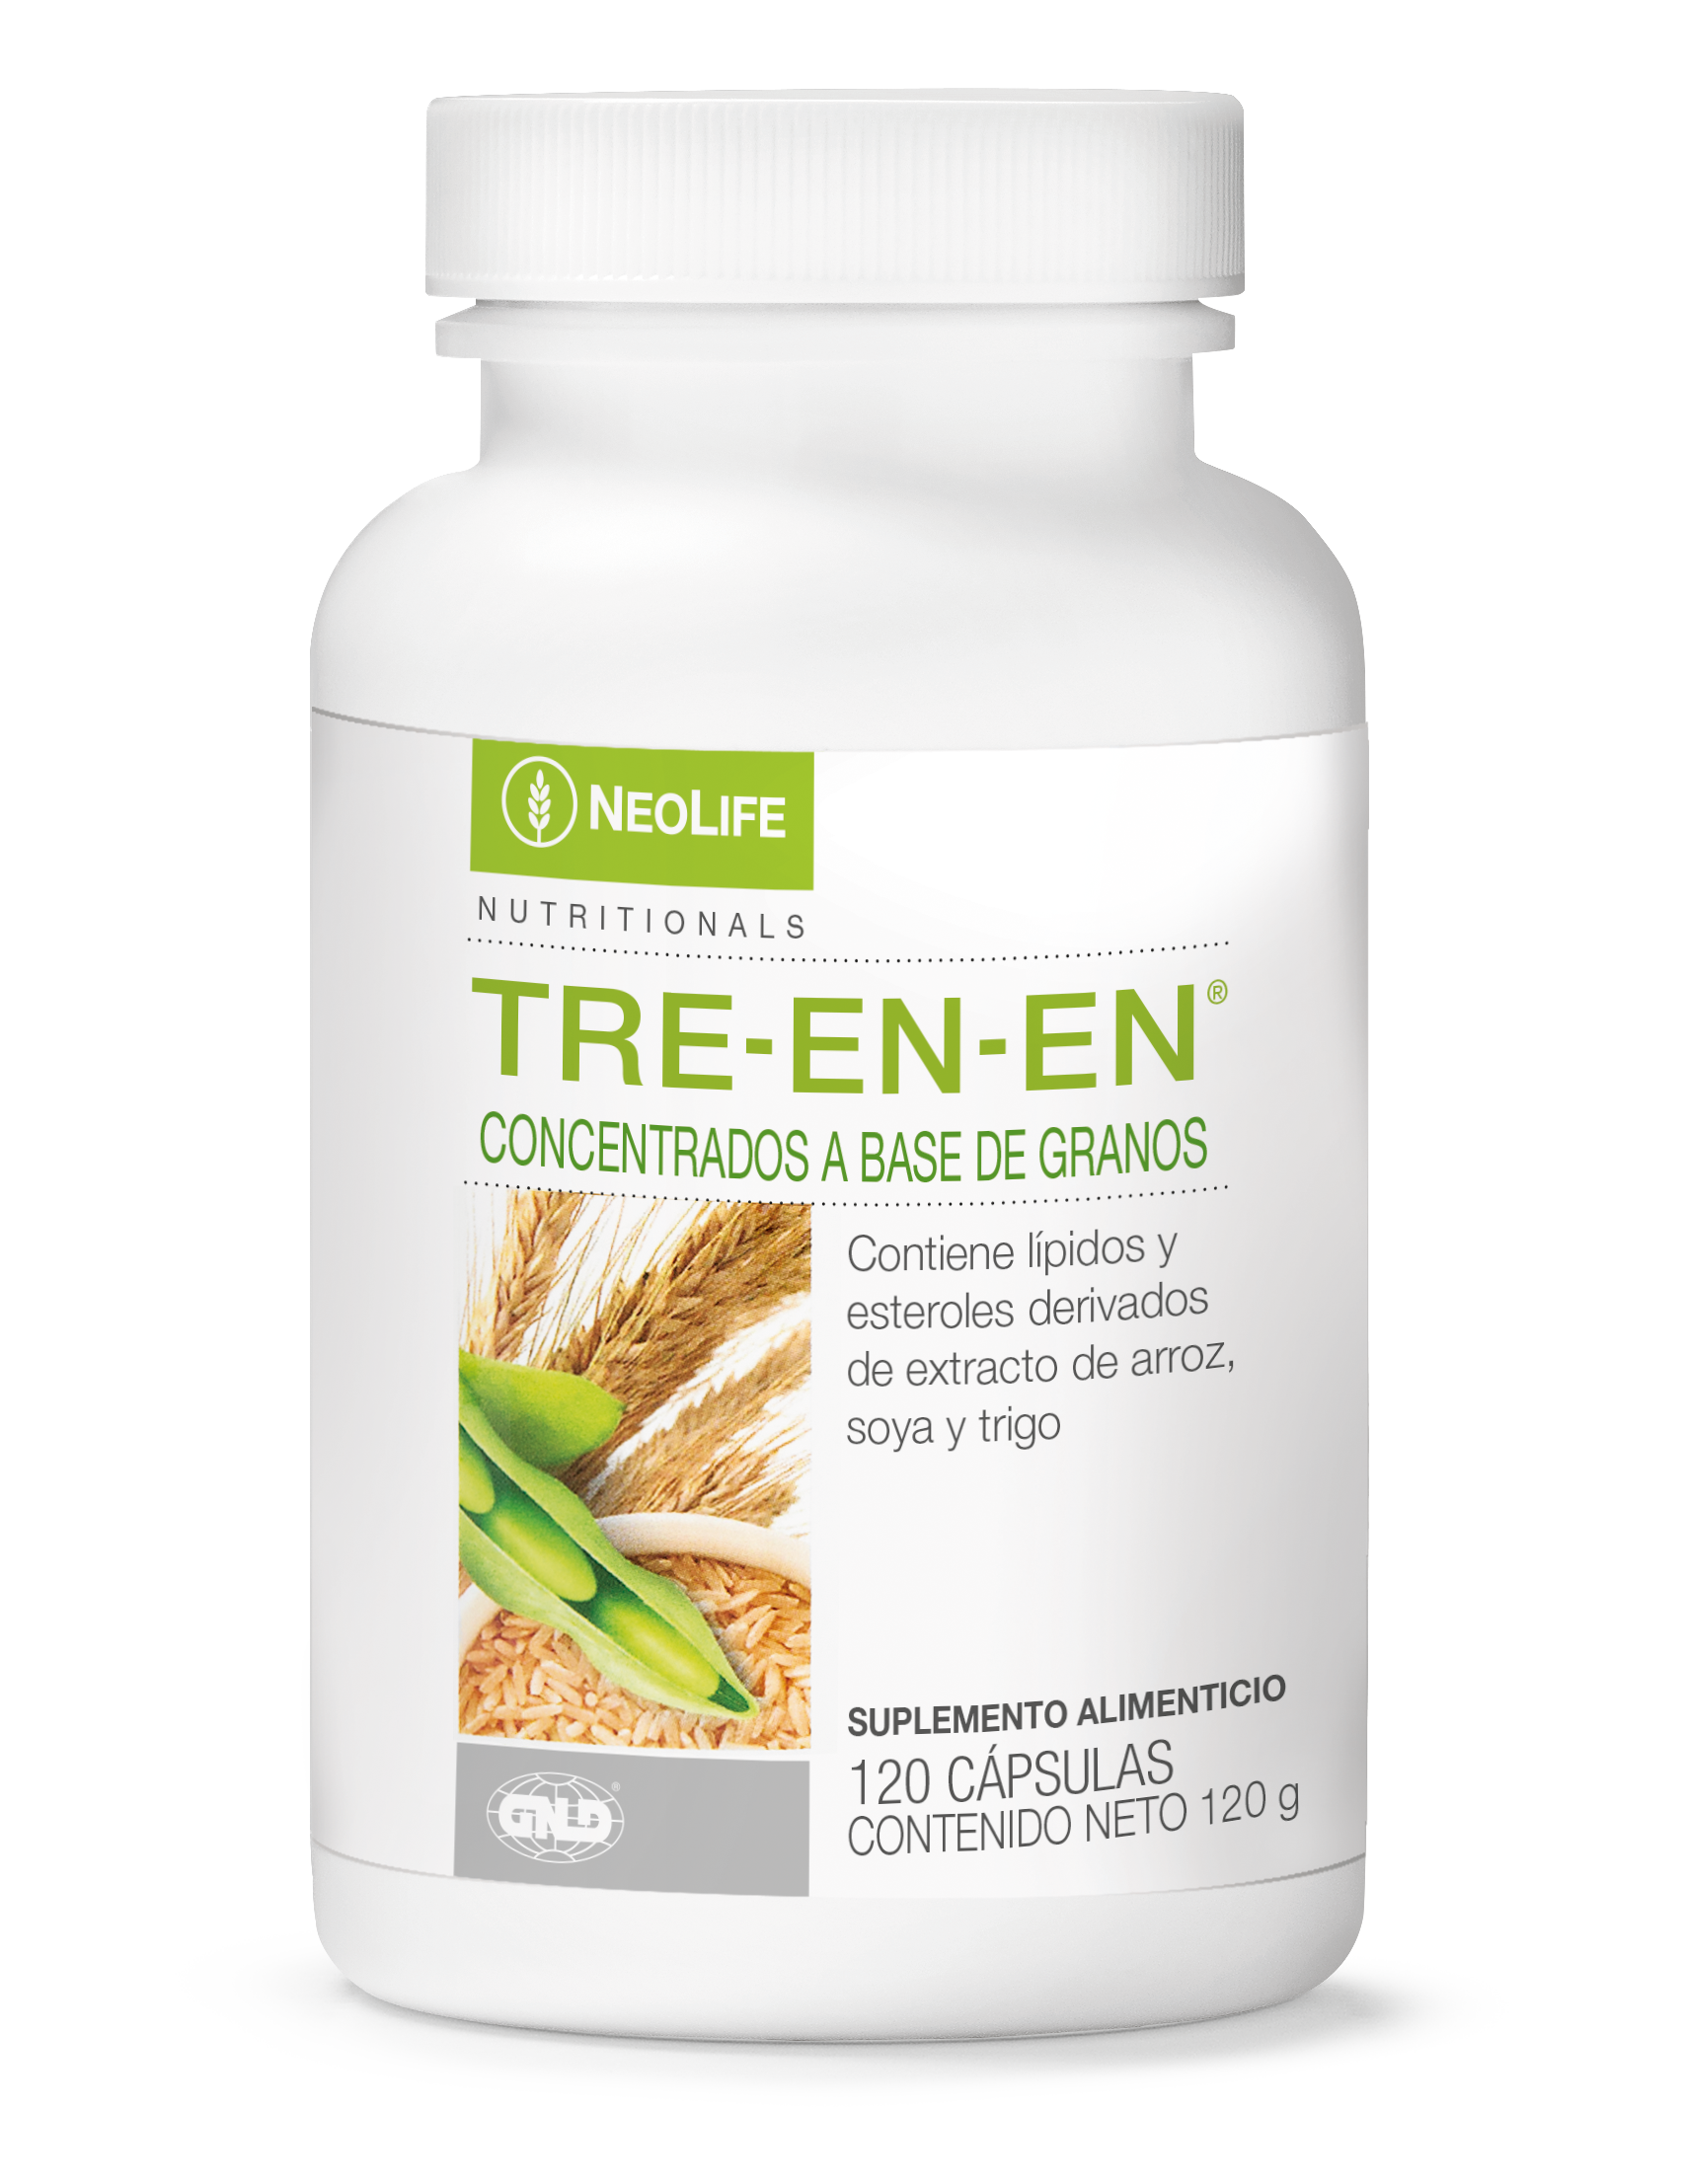 NEOLIFE
NUTRITIONALS
TRE-EN-EN®
CONCENTRADOS A BASE DE GRANOS
Contiene lípidos y
esteroles derivados
de extracto de arroz,
soya y trigo
SUPLEMENTO ALIMENTICIO
120 CÁPSULAS
CONTENIDO NETO 120 g
GNLD®